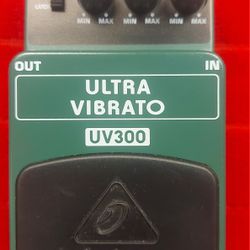 MIN MAX MIN MAX MIN MAX
OUT IN
ULTRA
VIBRATO
UV300